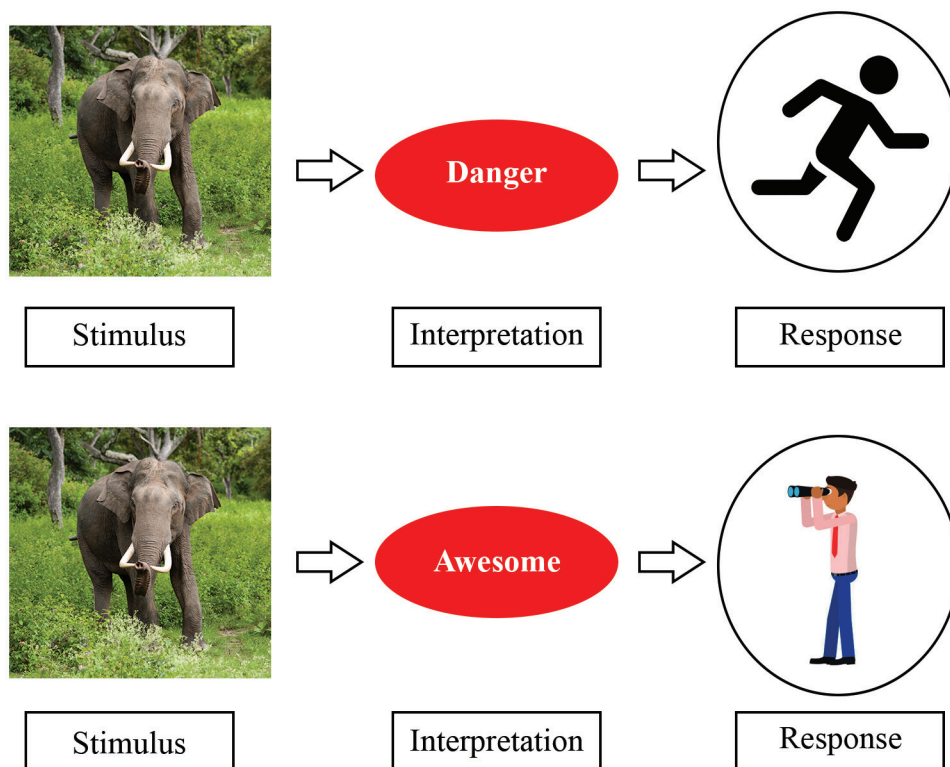 Danger
Stimulus
Interpretation
Response
Awesome
Stimulus
Interpretation
Response